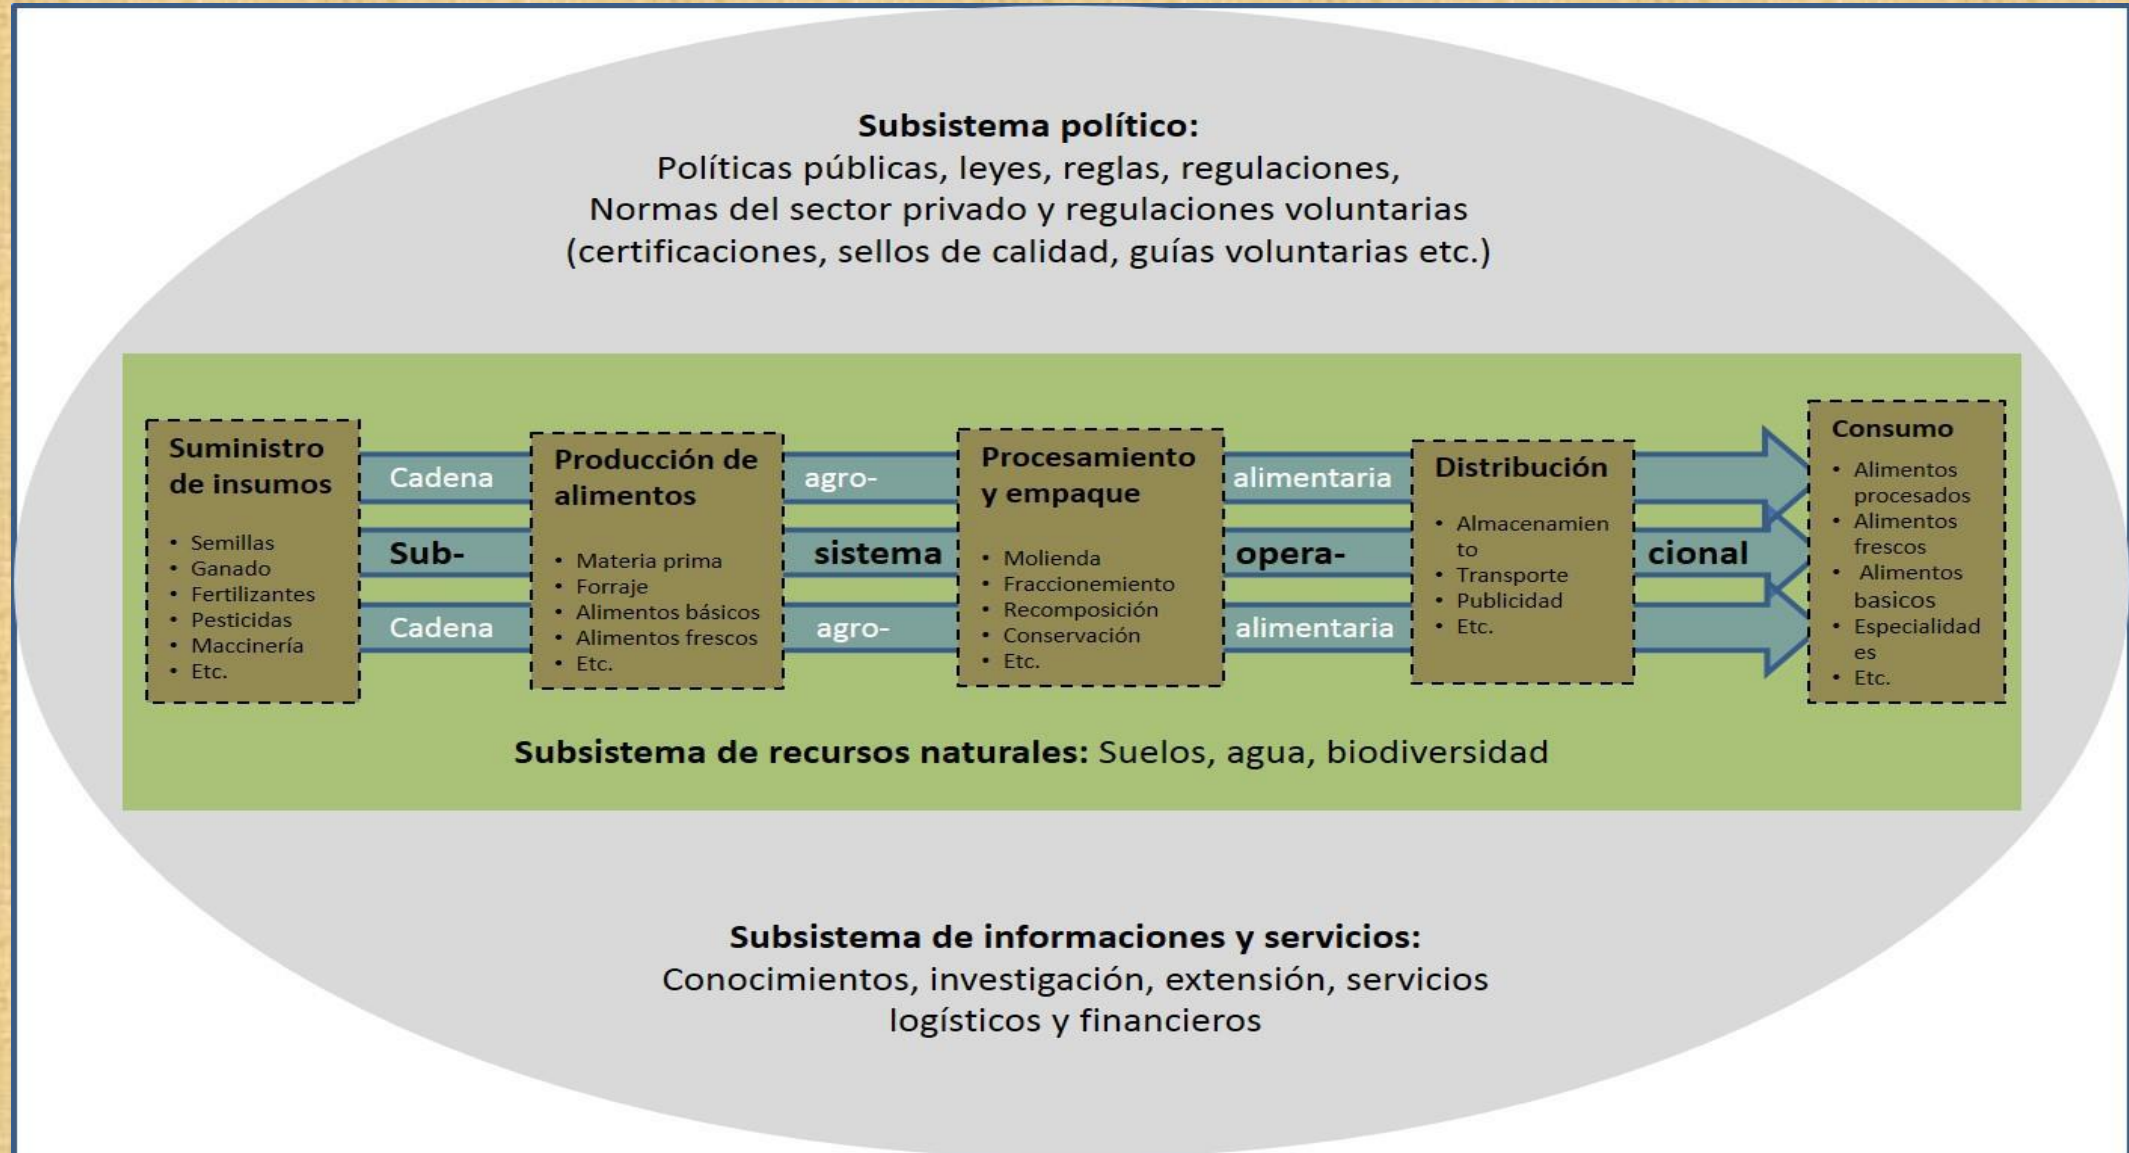 Subsistema político:
Políticas públicas, leyes, reglas, regulaciones,
Normas del sector privado y regulaciones voluntarias
(certificaciones, sellos de calidad, guías voluntarias etc.)
Suministro
de insumos
• Semillas
• Ganado
• Fertilizantes
• Pesticidas
• Maccinería
• Etc.
Cadena
Sub-
Cadena
Producción de
alimentos
• Materia prima
• Forraje
• Alimentos básicos
• Alimentos frescos
• Etc.
agro-
sistema
agro-
Procesamiento
y empaque
• Molienda
• Fraccionemiento
• Recomposición
• Conservación
• Etc.
alimentaria
opera-
alimentaria
Distribución
• Almacenamien
to
• Transporte
• Publicidad
• Etc.
cional
Consumo
• Alimentos
procesados
• Alimentos
frescos
• Alimentos
basicos
• Especialidad
es
• Etc.
Subsistema de recursos naturales: Suelos, agua, biodiversidad
Subsistema de informaciones y servicios:
Conocimientos, investigación, extensión, servicios
logísticos y financieros